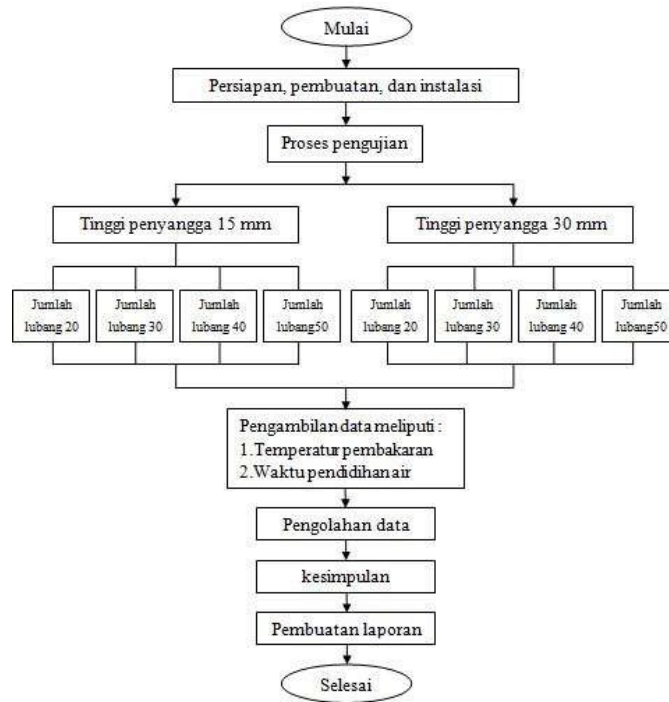 Mulai
Persiapan, pembuatan, dan instalasi
Proses pengujian
Tinggi penyangga 15 mm
Tinggi penyangga 30 mm
Jumlah
lubang 20
Jumlah
lubang 30
Jumlah
lubang 40
Jumlah
lubang50
Jumlah
lubang 20
Jumlah
lubang 30
Jumlah
lubang 40
Jumlah
lubang50
Pengambilan data meliputi :
1.Temperatur pembakaran
2.Waktu pendidihan air
Pengolahan data
kesimpulan
Pembuatan laporan
Selesai